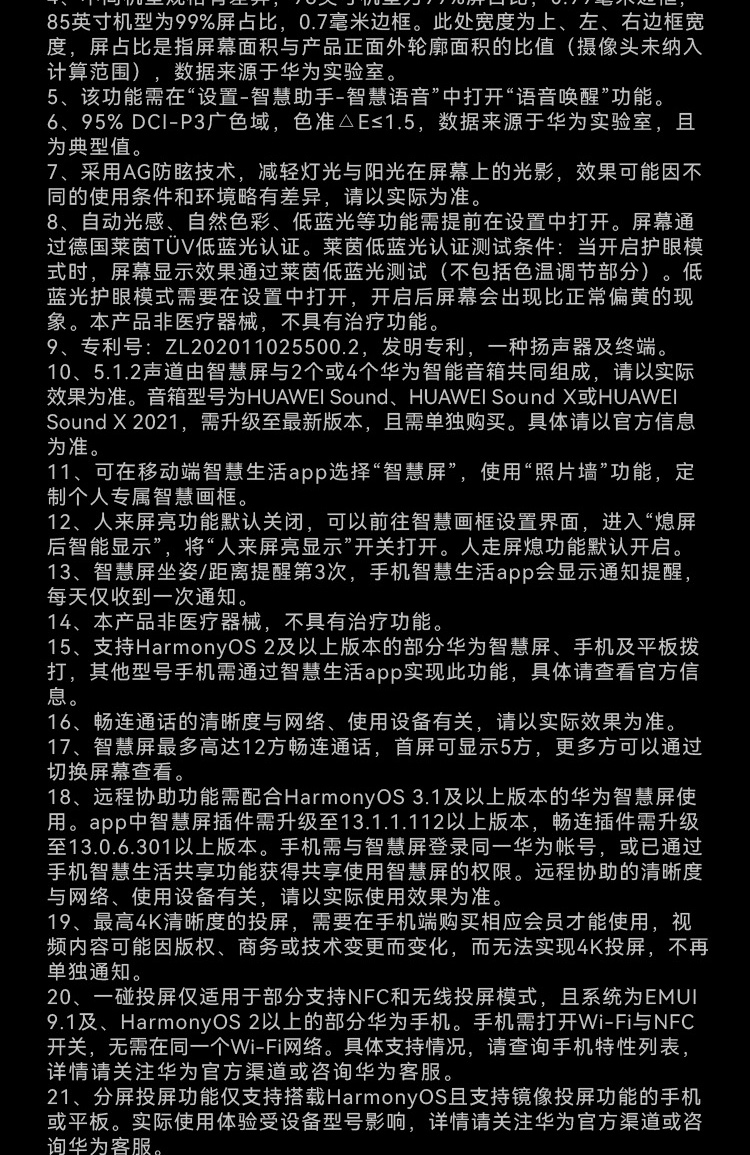 85英寸机型为99%屏占比，0.7毫米边框。此处宽度为上、左、右边框宽
度，屏占比是指屏幕面积与产品正面外轮廓面积的比值（摄像头未纳入
计算范围），数据来源于华为实验室。
5、该功能需在“设置-智慧助手-智慧语音”中打开“语音唤醒”功能。
6、95% DCI-P3广色域，色准△E≤1.5，数据来源于华为实验室，且
为典型值。
7、采用AG防眩技术，减轻灯光与阳光在屏幕上的光影，效果可能因不
同的使用条件和环境略有差异，请以实际为准。
8、自动光感、自然色彩、低蓝光等功能需提前在设置中打开。屏幕通
过德国莱茵TÜV低蓝光认证。莱茵低蓝光认证测试条件：当开启护眼模
式时，屏幕显示效果通过莱茵低蓝光测试（不包括色温调节部分）。低
蓝光护眼模式需要在设置中打开，开启后屏幕会出现比正常偏黄的现
象。本产品非医疗器械，不具有治疗功能。
9、专利号：ZL202011025500.2，发明专利，一种扬声器及终端。
10、5.1.2声道由智慧屏与2个或4个华为智能音箱共同组成，请以实际
效果为准。音箱型号为HUAWEI Sound、HUAWEI Sound X或HUAWEI
Sound X 2021，需升级至最新版本，且需单独购买。具体请以官方信息
为准。
11、可在移动端智慧生活app选择“智慧屏”，使用“照片墙”功能，定
制个人专属智慧画框。
12、人来屏亮功能默认关闭，可以前往智慧画框设置界面，进入“熄屏
后智能显示”，将“人来屏亮显示”开关打开。人走屏熄功能默认开启。
13、智慧屏坐姿/距离提醒第3次，手机智慧生活app会显示通知提醒，
每天仅收到一次通知。
14、本产品非医疗器械，不具有治疗功能。
15、支持HarmonyOS 2及以上版本的部分华为智慧屏、手机及平板拨
打，其他型号手机需通过智慧生活app实现此功能，具体请查看官方信
息。
16、畅连通话的清晰度与网络、使用设备有关，请以实际效果为准。
17、智慧屏最多高达12方畅连通话，首屏可显示5方，更多方可以通过
切换屏幕查看。
18、远程协助功能需配合HarmonyOS 3.1及以上版本的华为智慧屏使
用。app中智慧屏插件需升级至13.1.1.112以上版本，畅连插件需升级
至13.0.6.301以上版本。手机需与智慧屏登录同一华为帐号，或已通过
手机智慧生活共享功能获得共享使用智慧屏的权限。远程协助的清晰度
与网络、使用设备有关，请以实际使用效果为准。
19、最高4K清晰度的投屏，需要在手机端购买相应会员才能使用，视
频内容可能因版权、商务或技术变更而变化，而无法实现4K投屏，不再
单独通知。
20、一碰投屏仅适用于部分支持NFC和无线投屏模式，且系统为EMUI
9.1及、HarmonyOS 2以上的部分华为手机。手机需打开Wi-Fi与NFC
开关，无需在同一个Wi-Fi网络。具体支持情况，请查询手机特性列表，
详情请关注华为官方渠道或咨询华为客服。
21、分屏投屏功能仅支持搭载HarmonyOS且支持镜像投屏功能的手机
或平板。实际使用体验受设备型号影响，详情请关注华为官方渠道或咨
询华为客服。